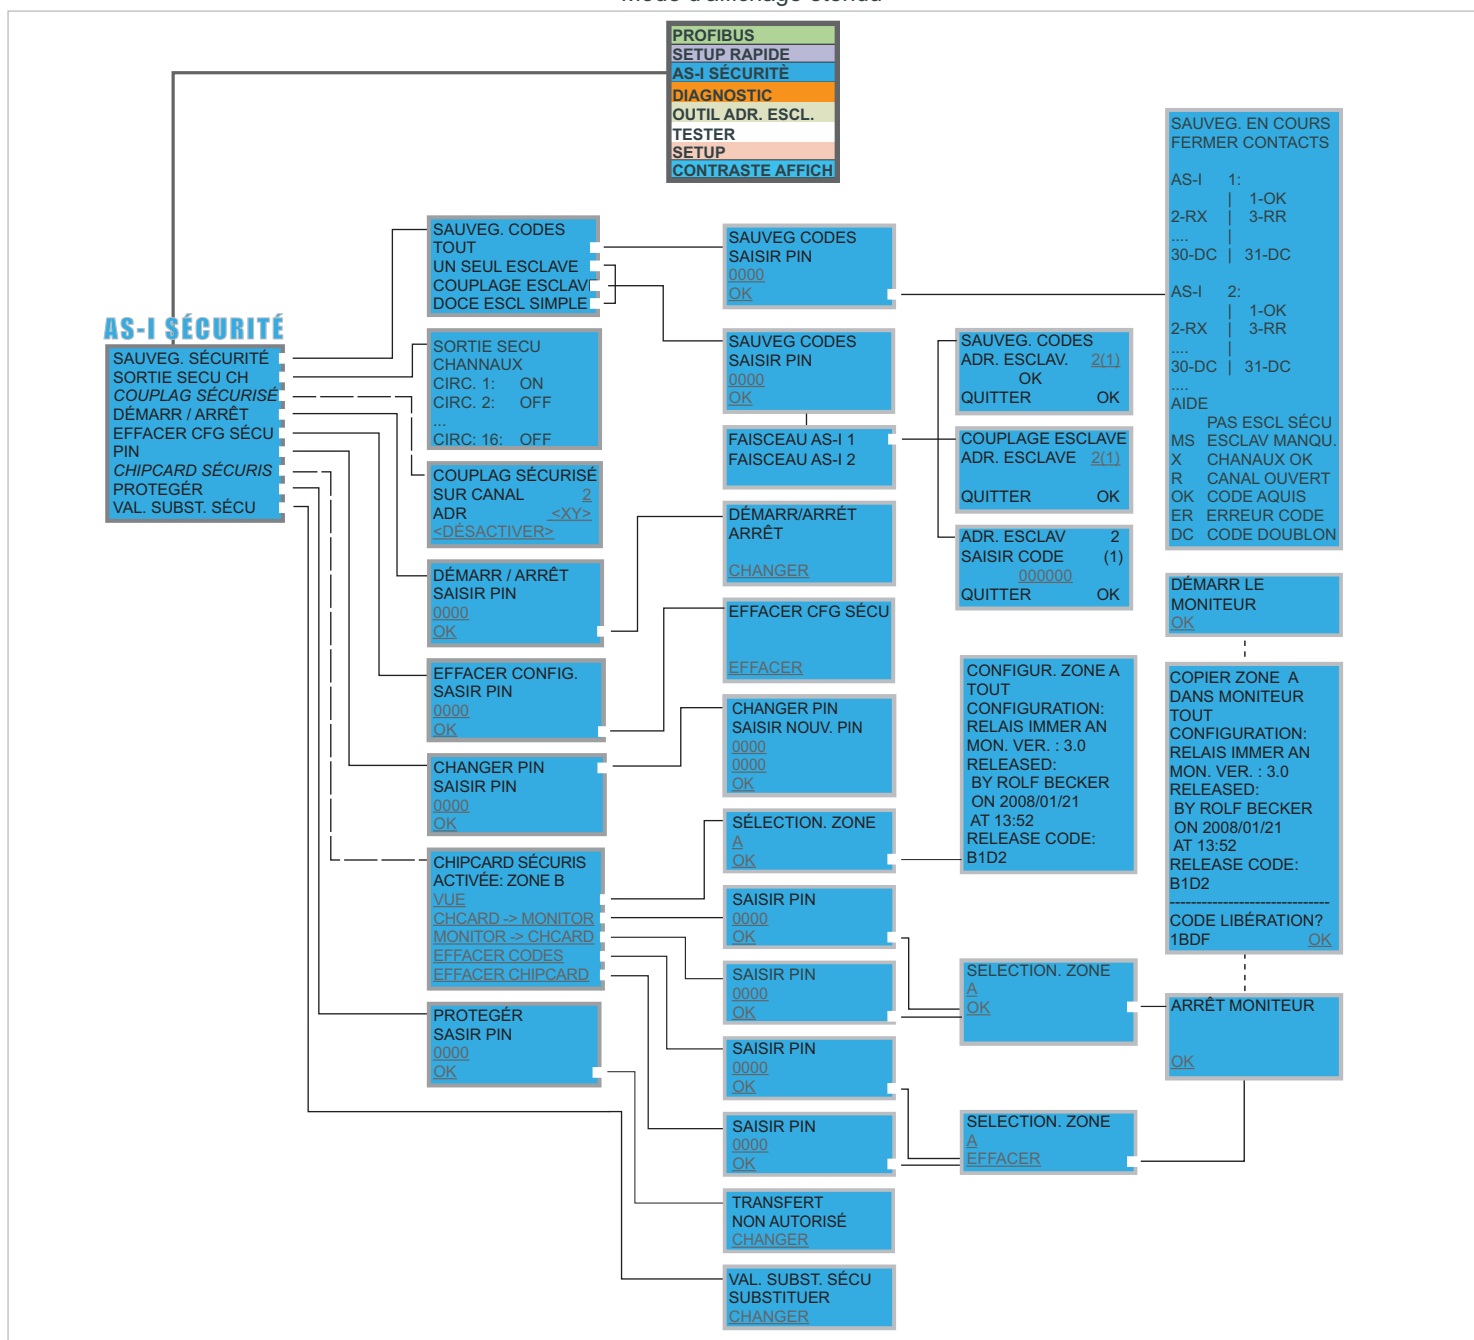 PROFIBUS
SETUP RAPIDE
AS-I SÉCURITÈ
DIAGNOSTIC
OUTIL ADR. ESCL.
TESTER
SETUP
CONTRASTE AFFICH
AS-I SÉCURITÉ
SAUVEG. SÉCURITÉ
SORTIE SECU CH
COUPLAG SÉCURISÉ
DÉMARR / ARRÊT
EFFACER CFG SÉCU
PIN
CHIPCARD SÉCURIS
PROTEGÉR
VAL. SUBST. SÉCU
SAUVEG. CODES
TOUT
UN SEUL ESCLAVE
COUPLAGE ESCLAV
DOCE ESCL SIMPLE
SORTIE SECU
CHANNAUX
CIRC. 1: ON
CIRC. 2: OFF
...
CIRC: 16: OFF
COUPLAG SÉCURISÉ
SUR CANAL 2
ADR <XY>
<DÉSACTIVER>
DÉMARR / ARRÊT
SAISIR PIN
0000
OK
EFFACER CONFIG.
SASIR PIN
0000
OK
CHANGER PIN
SAISIR PIN
0000
OK
CHIPCARD SÉCURIS
ACTIVÉE: ZONE B
VUE
CHCARD -> MONITOR
MONITOR -> CHCARD
EFFACER CODES
EFFACER CHIPCARD
PROTEGÉR
SASIR PIN
0000
OK
SAUVEG CODES
SAISIR PIN
0000
OK
SAUVEG CODES
SAISIR PIN
0000
OK
FAISCEAU AS-I 1
FAISCEAU AS-I 2
DÉMARR/ARRÉT
ARRÊT
CHANGER
EFFACER CFG SÉCU
EFFACER
CHANGER PIN
SAISIR NOUV. PIN
0000
0000
OK
SÉLECTION. ZONE
A
OK
SAISIR PIN
0000
OK
SAISIR PIN
0000
OK
SAISIR PIN
0000
OK
SAISIR PIN
0000
OK
TRANSFERT
NON AUTORISÉ
CHANGER
VAL. SUBST. SÉCU
SUBSTITUER
CHANGER
SAUVEG. CODES
ADR. ESCLAV. 2(1)
OK
QUITTER OK
COUPLAGE ESCLAVE
ADR. ESCLAVE 2(1)
QUITTER OK
ADR. ESCLAV 2
SAISIR CODE (1)
000000
QUITTER OK
CONFIGUR. ZONE A
TOUT
CONFIGURATION:
RELAIS IMMER AN
MON. VER. : 3.0
RELEASED:
BY ROLF BECKER
ON 2008/01/21
AT 13:52
RELEASE CODE:
B1D2
SELECTION. ZONE
A
OK
SELECTION. ZONE
A
EFFACER
SAUVEG. EN COURS
FERMER CONTACTS
AS-I 1:
| 1-OK
2-RX | 3-RR
.... |
30-DC | 31-DC
AS-I 2:
| 1-OK
2-RX | 3-RR
.... |
30-DC | 31-DC
....
AIDE
PAS ESCL SÉCU
MS ESCLAV MANQU.
X CHANAUX OK
R CANAL OUVERT
OK CODE AQUIS
ER ERREUR CODE
DC CODE DOUBLON
DÉMARR LE
MONITEUR
OK
COPIER ZONE A
DANS MONITEUR
TOUT
CONFIGURATION:
RELAIS IMMER AN
MON. VER. : 3.0
RELEASED:
BY ROLF BECKER
ON 2008/01/21
AT 13:52
RELEASE CODE:
B1D2
-----------------------------
CODE LIBÉRATION?
1BDF OK
ARRÊT MONITEUR
OK